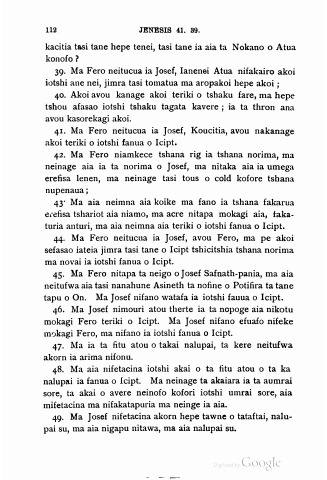 112 JENESIS 41. 39.
kacitia tasi tane hepe tenei, tasi tane ia aia ta Nokano o Atua
konofo?
39. Ma Fero neitucua ia Josef, Ianenei Atua nifakairo akoi
iotshi ane nei, jimra tasi tomatua ma aropakoi hepe akoi;
40. Akoi avou kanage akoi teriki o tshaku fare, ma hepe
tshou afasao iotshi tshaku tagata kavere; ia ta thron ana
avou kasorekagi akoi.
41. Ma Fero neitucua ia Josef, Koucitia, avou nakanage
akoi teriki o iotshi fanua o Icipt.
42. Ma Fero niamkece tshana rig ia tshana norima, ma
neinage aia ia ta norima o Josef, ma nitaka aia ia umega
erefisa lenen, ma neinage tasi tous o cold kofore tshana
nupenaua;
43. Ma aia neimna aia koike ma fano ia tshana fakarua
erefisa tshariot aia niamo, ma acre nitapa mokagi aia, faka-
turia anturi, ma aia neimna aia teriki o iotshi fanua o Icipt.
44. Ma Fero neitucua ia Josef, avou Fero, ma pe akoi
sefasao iateia jimra tasi tane o Icipt tshicitshia tshana norima
ma novai ia iotshi fanua o Icipt.
45. Ma Fero nitapa ta neigo o Josef Safnath-pania, ma aia
neitufwa aia tasi nanahune Asineth ta nofine o Potifira ta tane
tapu o On. Ma Josef nifano watafa ia iotshi fauua o Icipt.
46. Ma Josef nimouri atou therte ia ta nopoge aia nikotu
mokagi Fero teriki o Icipt. Ma Josef nifano efuafo nifeke
mokagi Fero, ma nifano ia iotshi fanua o Icipt.
47. Ma ia ta fitu atou o takai nalupai, ta kere neitufwa
akorn ia arima nifonu.
48. Ma aia nifetacina iotshi akai o ta fitu atou o ta ka
nalupai ia fanua o Icipt. Ma neinage ta akaiara ia ta aumrai
sore, ta akai o avere neinofo kofori iotshi umrai sore, aia
mifetacina ma nifakatapuria ma neinge ia aia.
49. Ma Josef nifetacina akorn hepe tawne o tataftai, nalu-
pai su, ma aia nigapu nitawa, ma aia nalupai su.
Digitized by Google